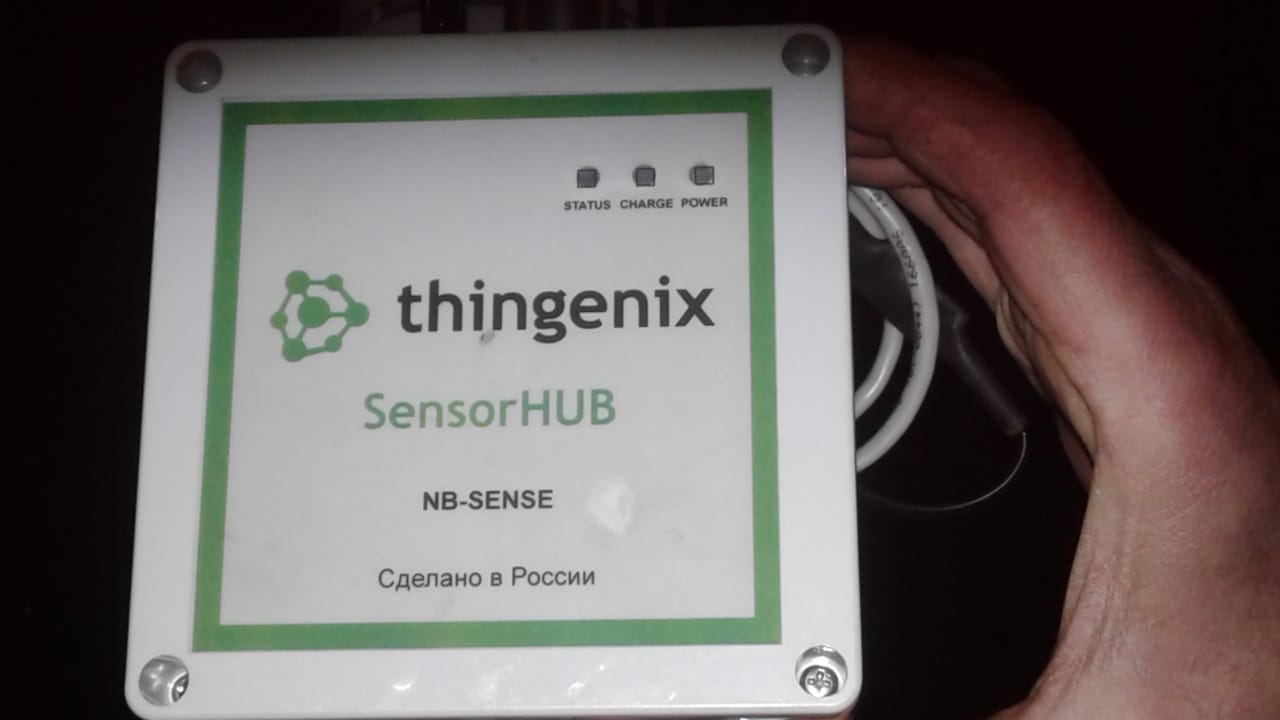 STATUS CHARGE POWER
thingenix
SensorHUB
NB-SENSE
Сделано в России